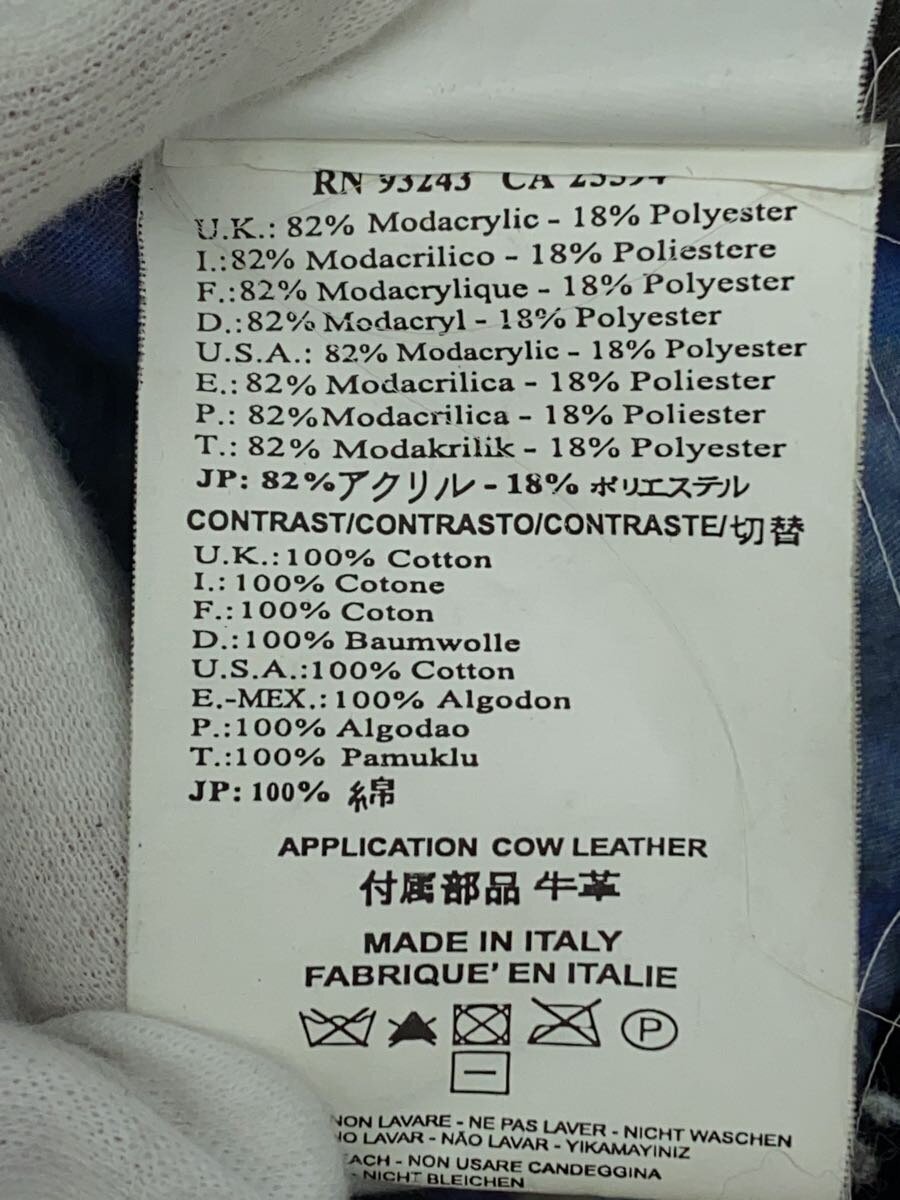 RN 93243 CA 25394
U.K.: 82% Modacrylic - 18% Polyester
I.:82% Modacrilico - 18% Poliestere
F.:82% Modacrylique - 18% Polyester
D.:82% Modacryl - 18% Polyester
U.S.A.: 82% Modacrylic - 18% Polyester
E.: 82% Modacrilica - 18% Poliester
P.: 82%Modacrilica - 18% Poliester
T.: 82% Modakrilik - 18% Polyester
JP: 82%アクリル - 18% ポリエステル
CONTRAST/CONTRASTO/CONTRASTE/切替
U.K.:100% Cotton
I.: 100% Cotone
F.: 100% Coton
D.:100% Baumwolle
U.S.A.:100% Cotton
E.-MEX.: 100% Algodon
P.:100% Algodao
T.:100% Pamuklu
JP: 100% 綿
APPLICATION COW LEATHER
付属部品 牛革
MADE IN ITALY
FABRIQUE' EN ITALIE
P
NON LAVARE - NE PAS LAVER - NICHT WASCHEN
LAVAR - NÃO LAVAR - YIKAMAYINIZ
- NON USARE CANDEGGINA
- NICHT BLEICHEN